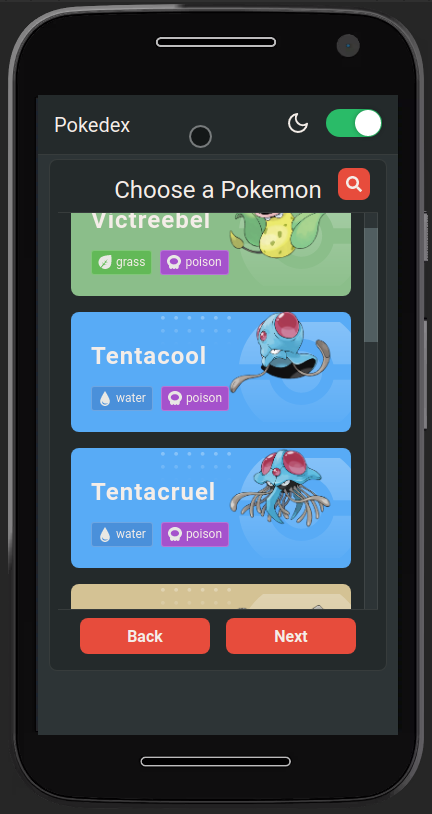 Pokedex
Choose a Pokemon
Victreebel
grass poison
Tentacool
water poison
Tentacruel
water poison
Back Next